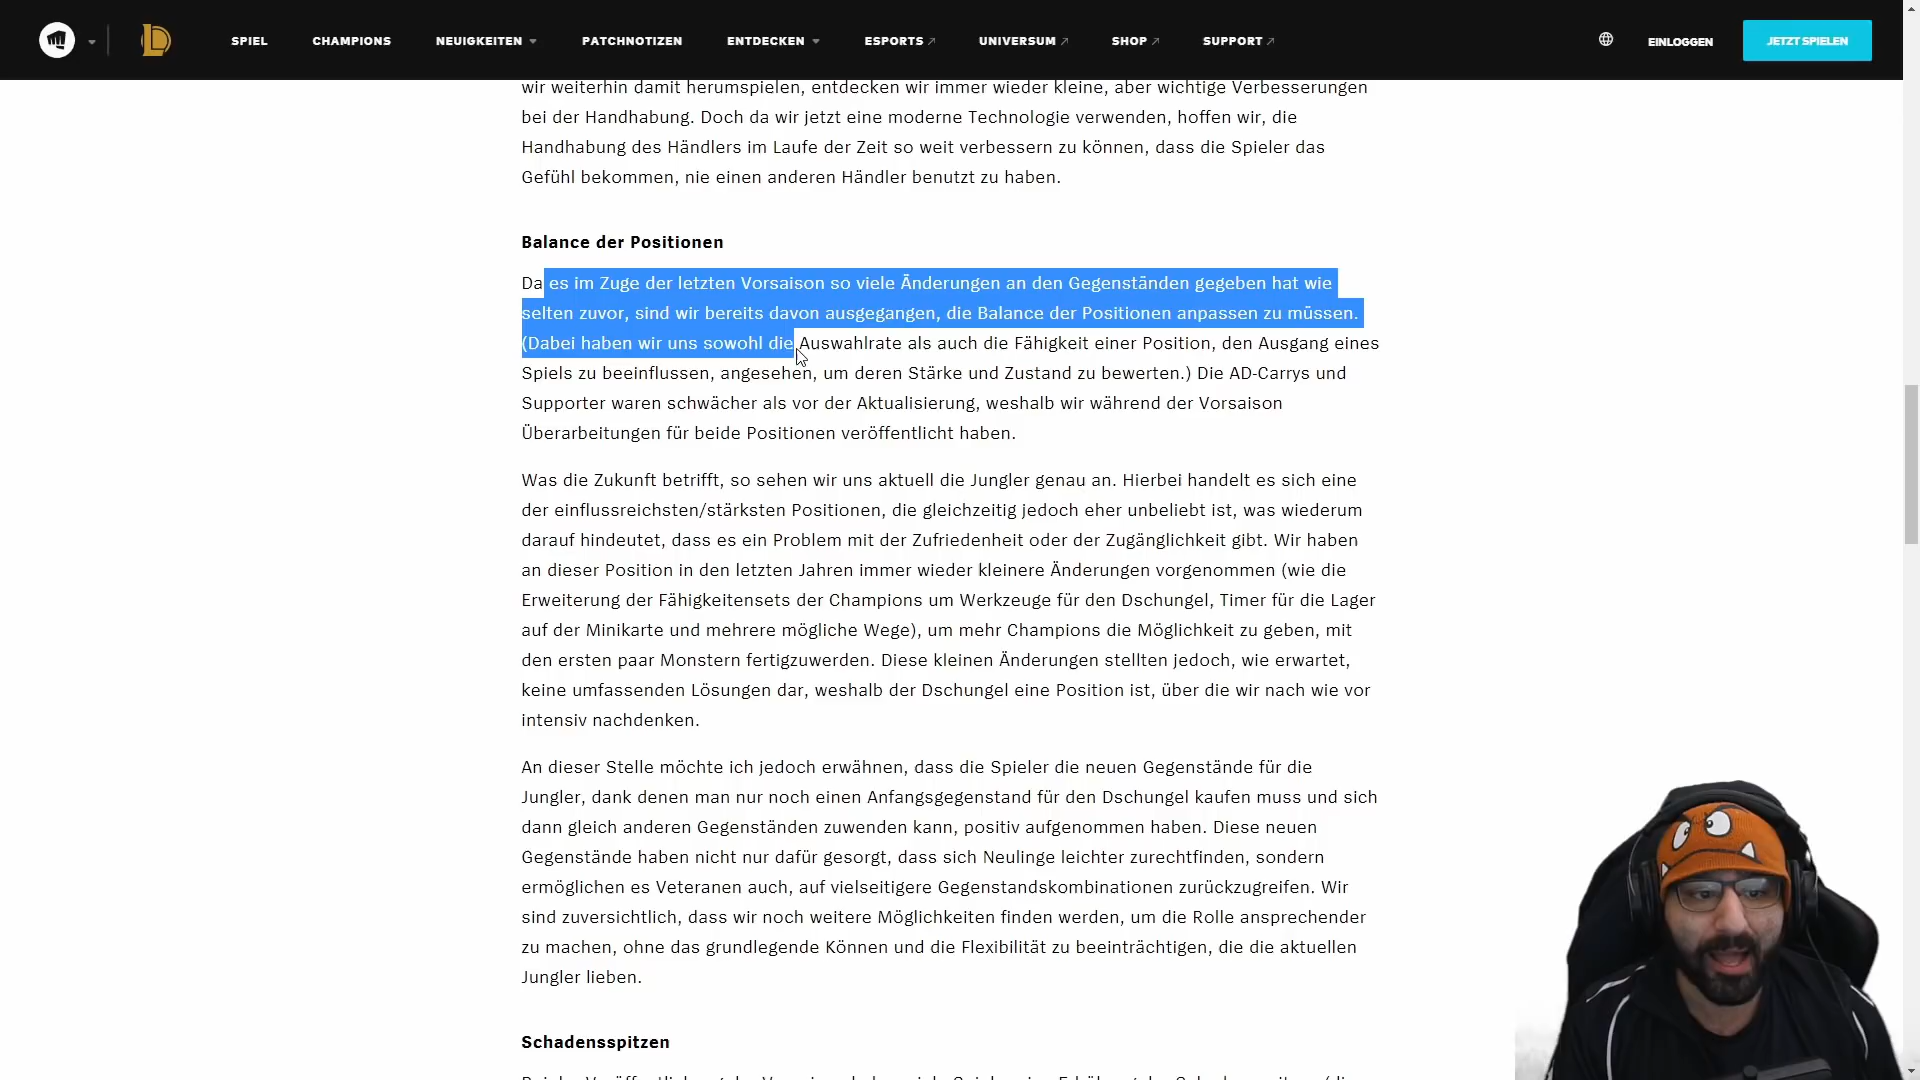 SPIEL CHAMPIONS NEUIGKEITEN PATCHNOTIZEN ENTDECKEN ESPORTS UNIVERSUM SHOP SUPPORT EINLOGGEN JETZT SPIELEN
wir weiterhin damit herumspielen, entdecken wir immer wieder kleine, aber wichtige Verbesserungen
bei der Handhabung. Doch da wir jetzt eine moderne Technologie verwenden, hoffen wir, die
Handhabung des Händlers im Laufe der Zeit so weit verbessern zu können, dass die Spieler das
Gefühl bekommen, nie einen anderen Händler benutzt zu haben.
Balance der Positionen
Da es im Zuge der letzten Vorsaison so viele Änderungen an den Gegenständen gegeben hat wie
selten zuvor, sind wir bereits davon ausgegangen, die Balance der Positionen anpassen zu müssen.
(Dabei haben wir uns sowohl die Auswahlrate als auch die Fähigkeit einer Position, den Ausgang eines
Spiels zu beeinflussen, angesehen, um deren Stärke und Zustand zu bewerten.) Die AD-Carrys und
Supporter waren schwächer als vor der Aktualisierung, weshalb wir während der Vorsaison
Überarbeitungen für beide Positionen veröffentlicht haben.
Was die Zukunft betrifft, so sehen wir uns aktuell die Jungler genau an. Hierbei handelt es sich eine
der einflussreichsten/stärksten Positionen, die gleichzeitig jedoch eher unbeliebt ist, was wiederum
darauf hindeutet, dass es ein Problem mit der Zufriedenheit oder der Zugänglichkeit gibt. Wir haben
an dieser Position in den letzten Jahren immer wieder kleinere Änderungen vorgenommen (wie die
Erweiterung der Fähigkeitensets der Champions um Werkzeuge für den Dschungel, Timer für die Lager
auf der Minikarte und mehrere mögliche Wege), um mehr Champions die Möglichkeit zu geben, mit
den ersten paar Monstern fertigzuwerden. Diese kleinen Änderungen stellten jedoch, wie erwartet,
keine umfassenden Lösungen dar, weshalb der Dschungel eine Position ist, über die wir nach wie vor
intensiv nachdenken.
An dieser Stelle möchte ich jedoch erwähnen, dass die Spieler die neuen Gegenstände für die
Jungler, dank denen man nur noch einen Anfangsgegenstand für den Dschungel kaufen muss und sich
dann gleich anderen Gegenständen zuwenden kann, positiv aufgenommen haben. Diese neuen
Gegenstände haben nicht nur dafür gesorgt, dass sich Neulinge leichter zurechtfinden, sondern
ermöglichen es Veteranen auch, auf vielseitigere Gegenstandskombinationen zurückzugreifen. Wir
sind zuversichtlich, dass wir noch weitere Möglichkeiten finden werden, um die Rolle ansprechender
zu machen, ohne das grundlegende Können und die Flexibilität zu beeinträchtigen, die die aktuellen
Jungler lieben.
Schadensspitzen